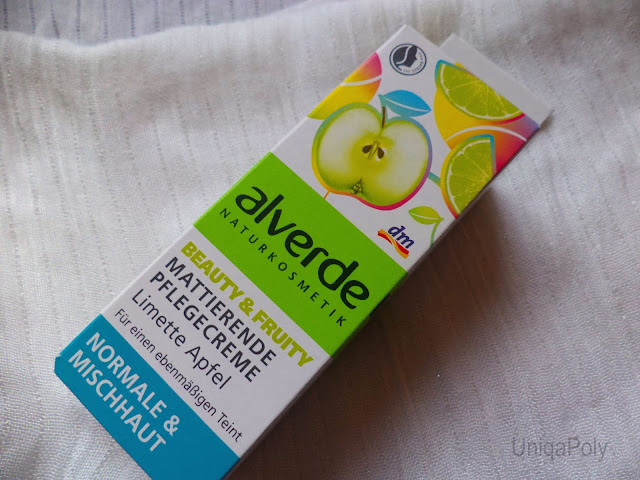 dm
alverde
NATURKOSMETIK
BEAUTY & FRUITY
MATTIERENDE
PFLEGECREME
Limette Apfel
Für einen ebenmäßigen Teint
NORMALE &
MISCHHAUT
UniqaPoly